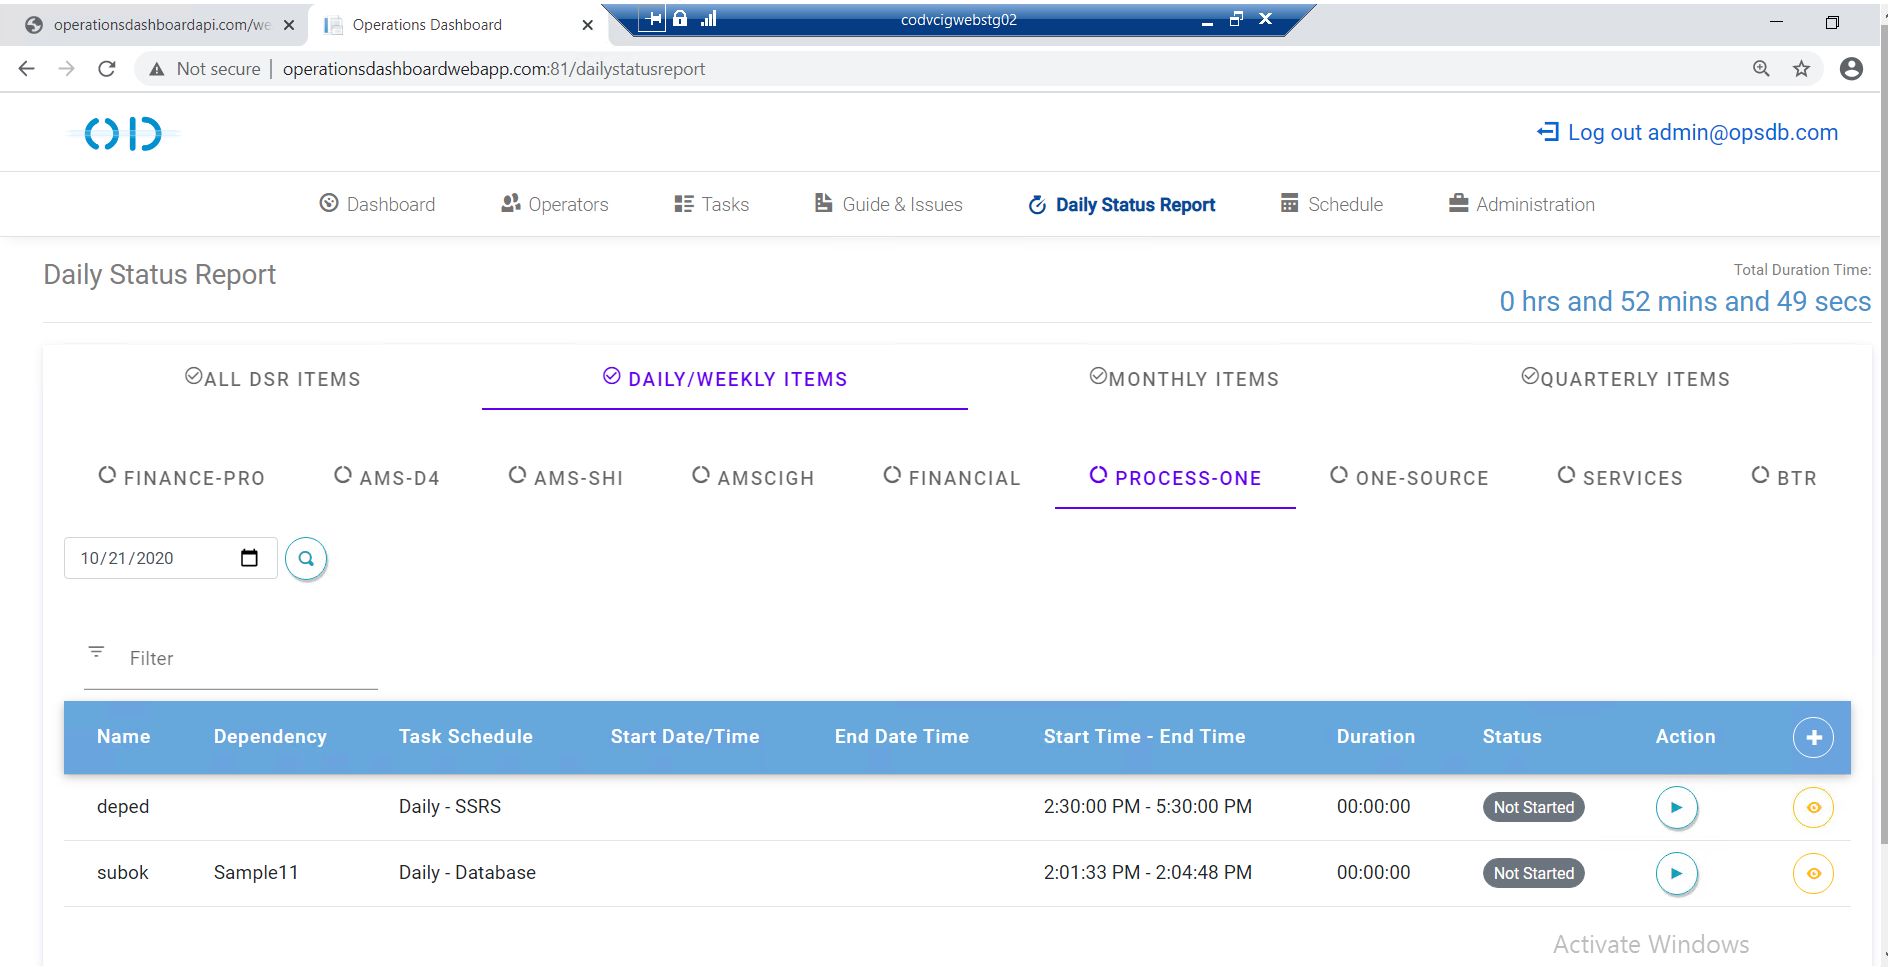 operationsdashboardapi.com/we
Operations Dashboard
codvcigwebstg02
Not secure | operationsdashboardwebapp.com:81/dailystatusreport
OD
Log out admin@opsdb.com
Dashboard
Operators
Tasks
Guide & Issues
Daily Status Report
Schedule
Administration
Daily Status Report
Total Duration Time:
0 hrs and 52 mins and 49 secs
ALL DSR ITEMS
DAILY/WEEKLY ITEMS
MONTHLY ITEMS
QUARTERLY ITEMS
FINANCE-PRO
AMS-D4
AMS-SHI
AMSCIGH
FINANCIAL
PROCESS-ONE
ONE-SOURCE
SERVICES
BTR
10/21/2020
Filter
Name Dependency Task Schedule Start Date/Time End Date Time Start Time - End Time Duration Status Action
deped Daily - SSRS 2:30:00 PM - 5:30:00 PM 00:00:00 Not Started
subok Sample11 Daily - Database 2:01:33 PM - 2:04:48 PM 00:00:00 Not Started
Activate Windows